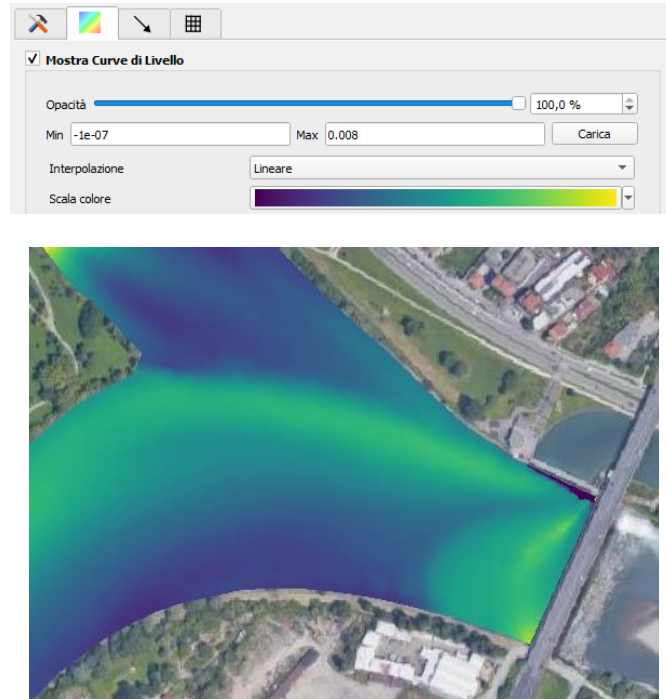 Mostra Curve di Livello
Opacità 100,0 %
Min -1e-07 Max 0.008 Carica
Interpolazione Lineare
Scala colore